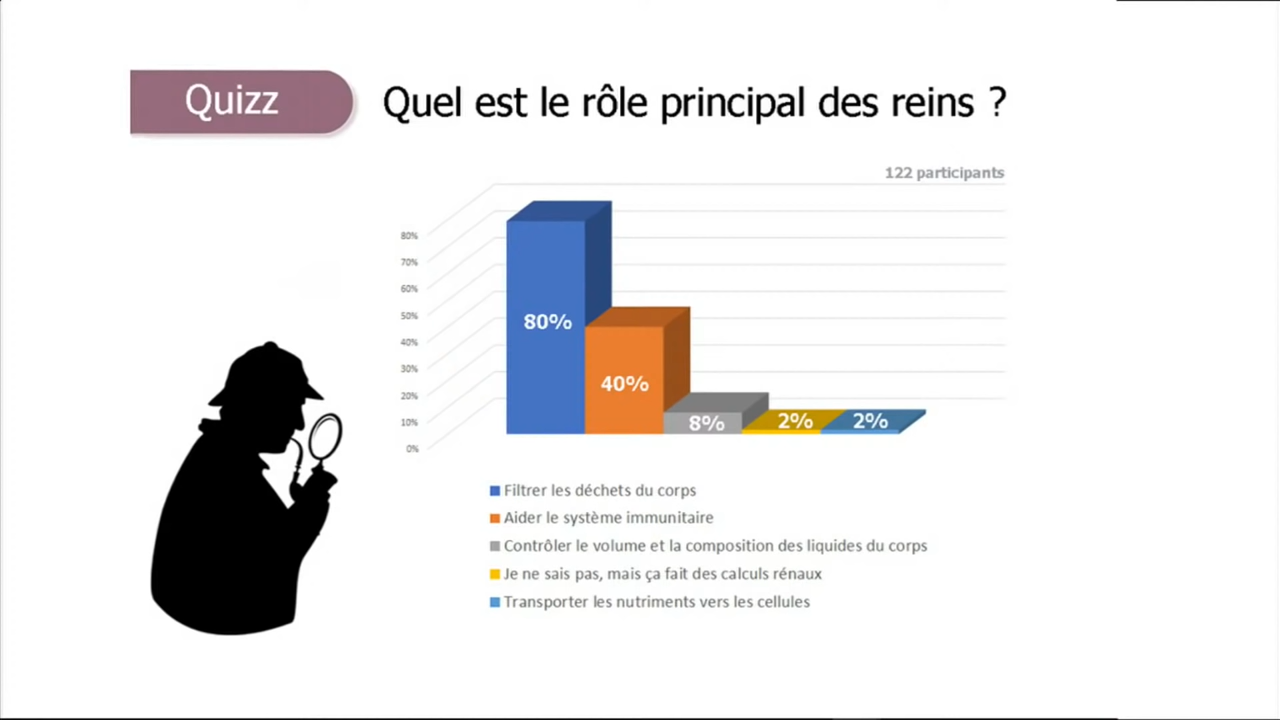 Quizz
Quel est le rôle principal des reins ?
122 participants
80%
70%
60%
50%
40%
30%
20%
10%
0%
80%
40%
8%
2%
2%
Filtrer les déchets du corps
Aider le système immunitaire
Contrôler le volume et la composition des liquides du corps
Je ne sais pas, mais ça fait des calculs rénaux
Transporter les nutriments vers les cellules